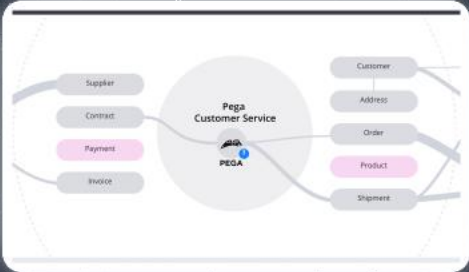 Supplier
Contract
Payment
Invoice
Pega
Customer Service
PEGA
Customer
Address
Order
Product
Shipment